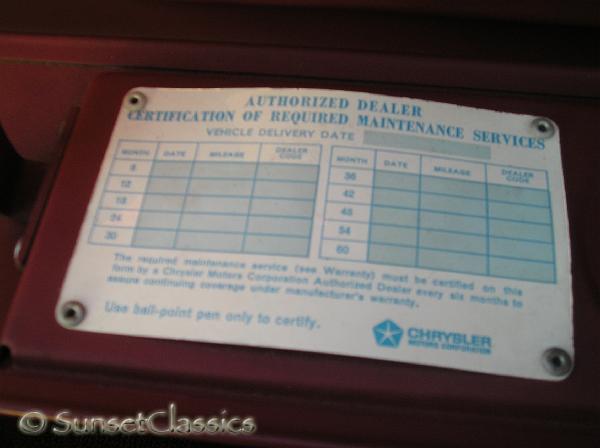 AUTHORIZED DEALER
CERTIFICATION OF REQUIRED MAINTENANCE SERVICES
VEHICLE DELIVERY DATE
MONTH DATE MILEAGE DEALER CODE
6
12
18
24
30
MONTH DATE MILEAGE DEALER CODE
36
42
48
54
60
The required maintenance service (see Warranty) must be certified on this
form by a Chrysler Motors Corporation Authorized Dealer every six months to
assure continuing coverage under manufacturer's warranty.
Use ball-point pen only to certify.
CHRYSLER
MOTORS CORPORATION
© SunsetClassics